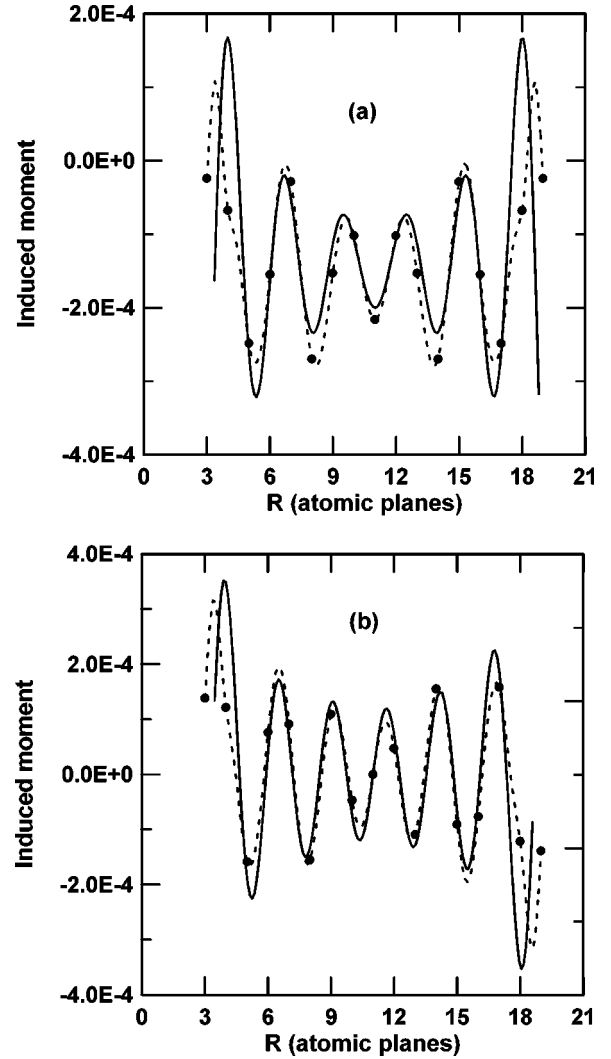 2.0E-4
(a)
0.0E+0
Induced moment
-2.0E-4
-4.0E-4
0 3 6 9 12 15 18 21
R (atomic planes)
4.0E-4
(b)
2.0E-4
Induced moment
0.0E+0
-2.0E-4
-4.0E-4
0 3 6 9 12 15 18 21
R (atomic planes)